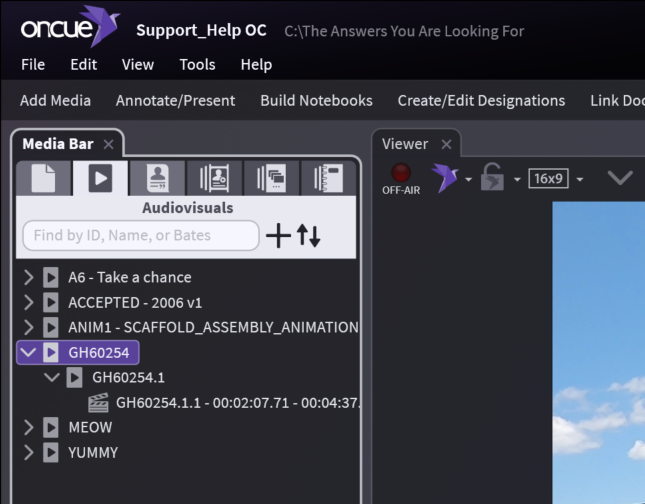 oncue Support_Help OC C:\The Answers You Are Looking For
File Edit View Tools Help
Add Media Annotate/Present Build Notebooks Create/Edit Designations Link Doc
Media Bar × Viewer ×
OFF-AIR 16x9
Audiovisuals
Find by ID, Name, or Bates
A6 - Take a chance
ACCEPTED - 2006 v1
ANIM1 - SCAFFOLD_ASSEMBLY_ANIMATION
GH60254
GH60254.1
GH60254.1.1 - 00:02:07.71 - 00:04:37.
MEOW
YUMMY